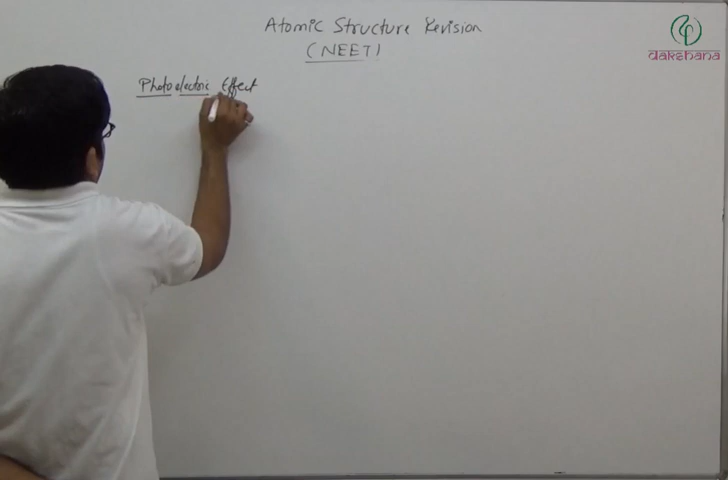 Atomic Structure Revision
(NEET)
dakshana
Photoelectric Effect